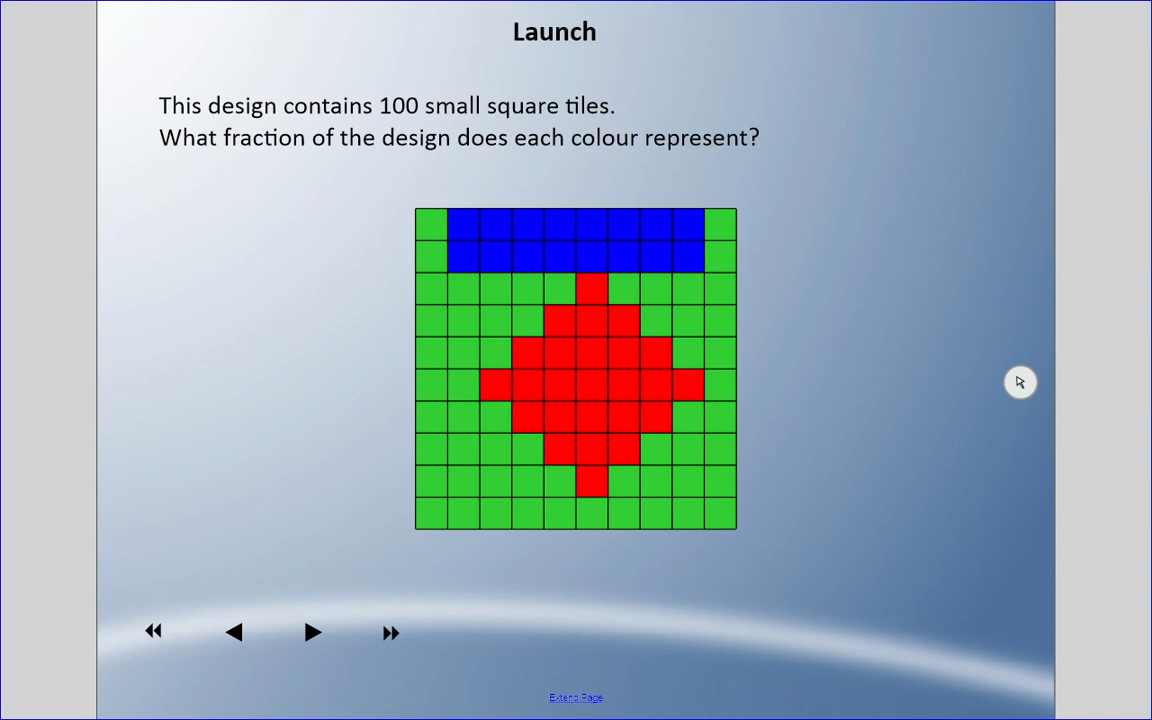 Launch
This design contains 100 small square tiles.
What fraction of the design does each colour represent?
Extend Page